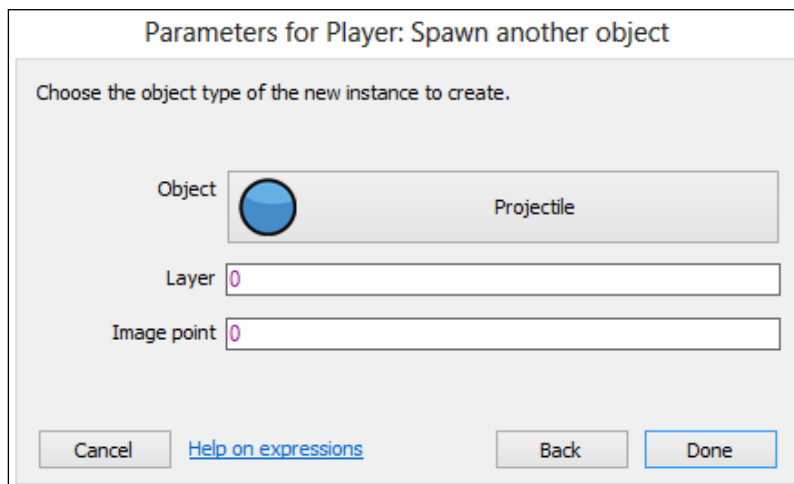 Parameters for Player: Spawn another object
Choose the object type of the new instance to create.
Object Projectile
Layer 0
Image point 0
Cancel Help on expressions Back Done